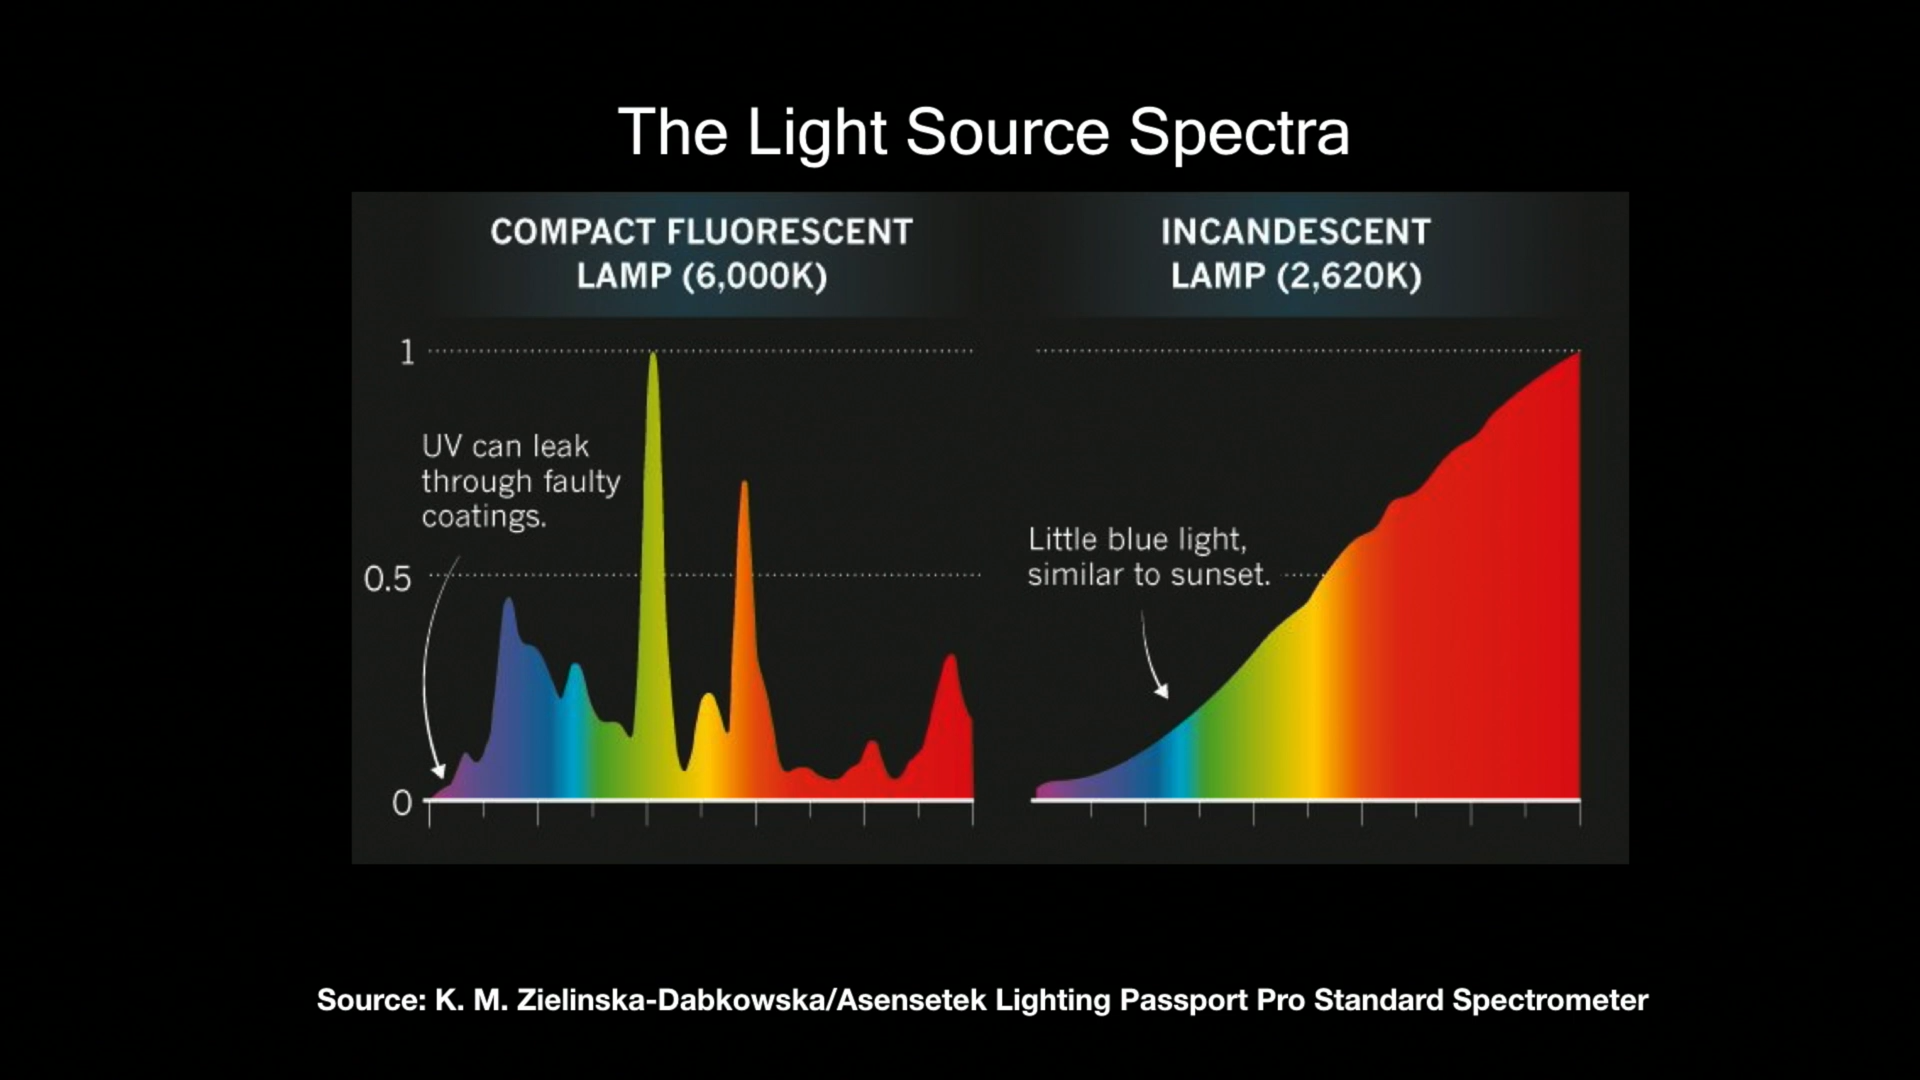 The Light Source Spectra
COMPACT FLUORESCENT
LAMP (6,000K)
INCANDESCENT
LAMP (2,620K)
1
UV can leak
through faulty
coatings.
0.5
0
Little blue light,
similar to sunset.
Source: K. M. Zielinska-Dabkowska/Asensetek Lighting Passport Pro Standard Spectrometer